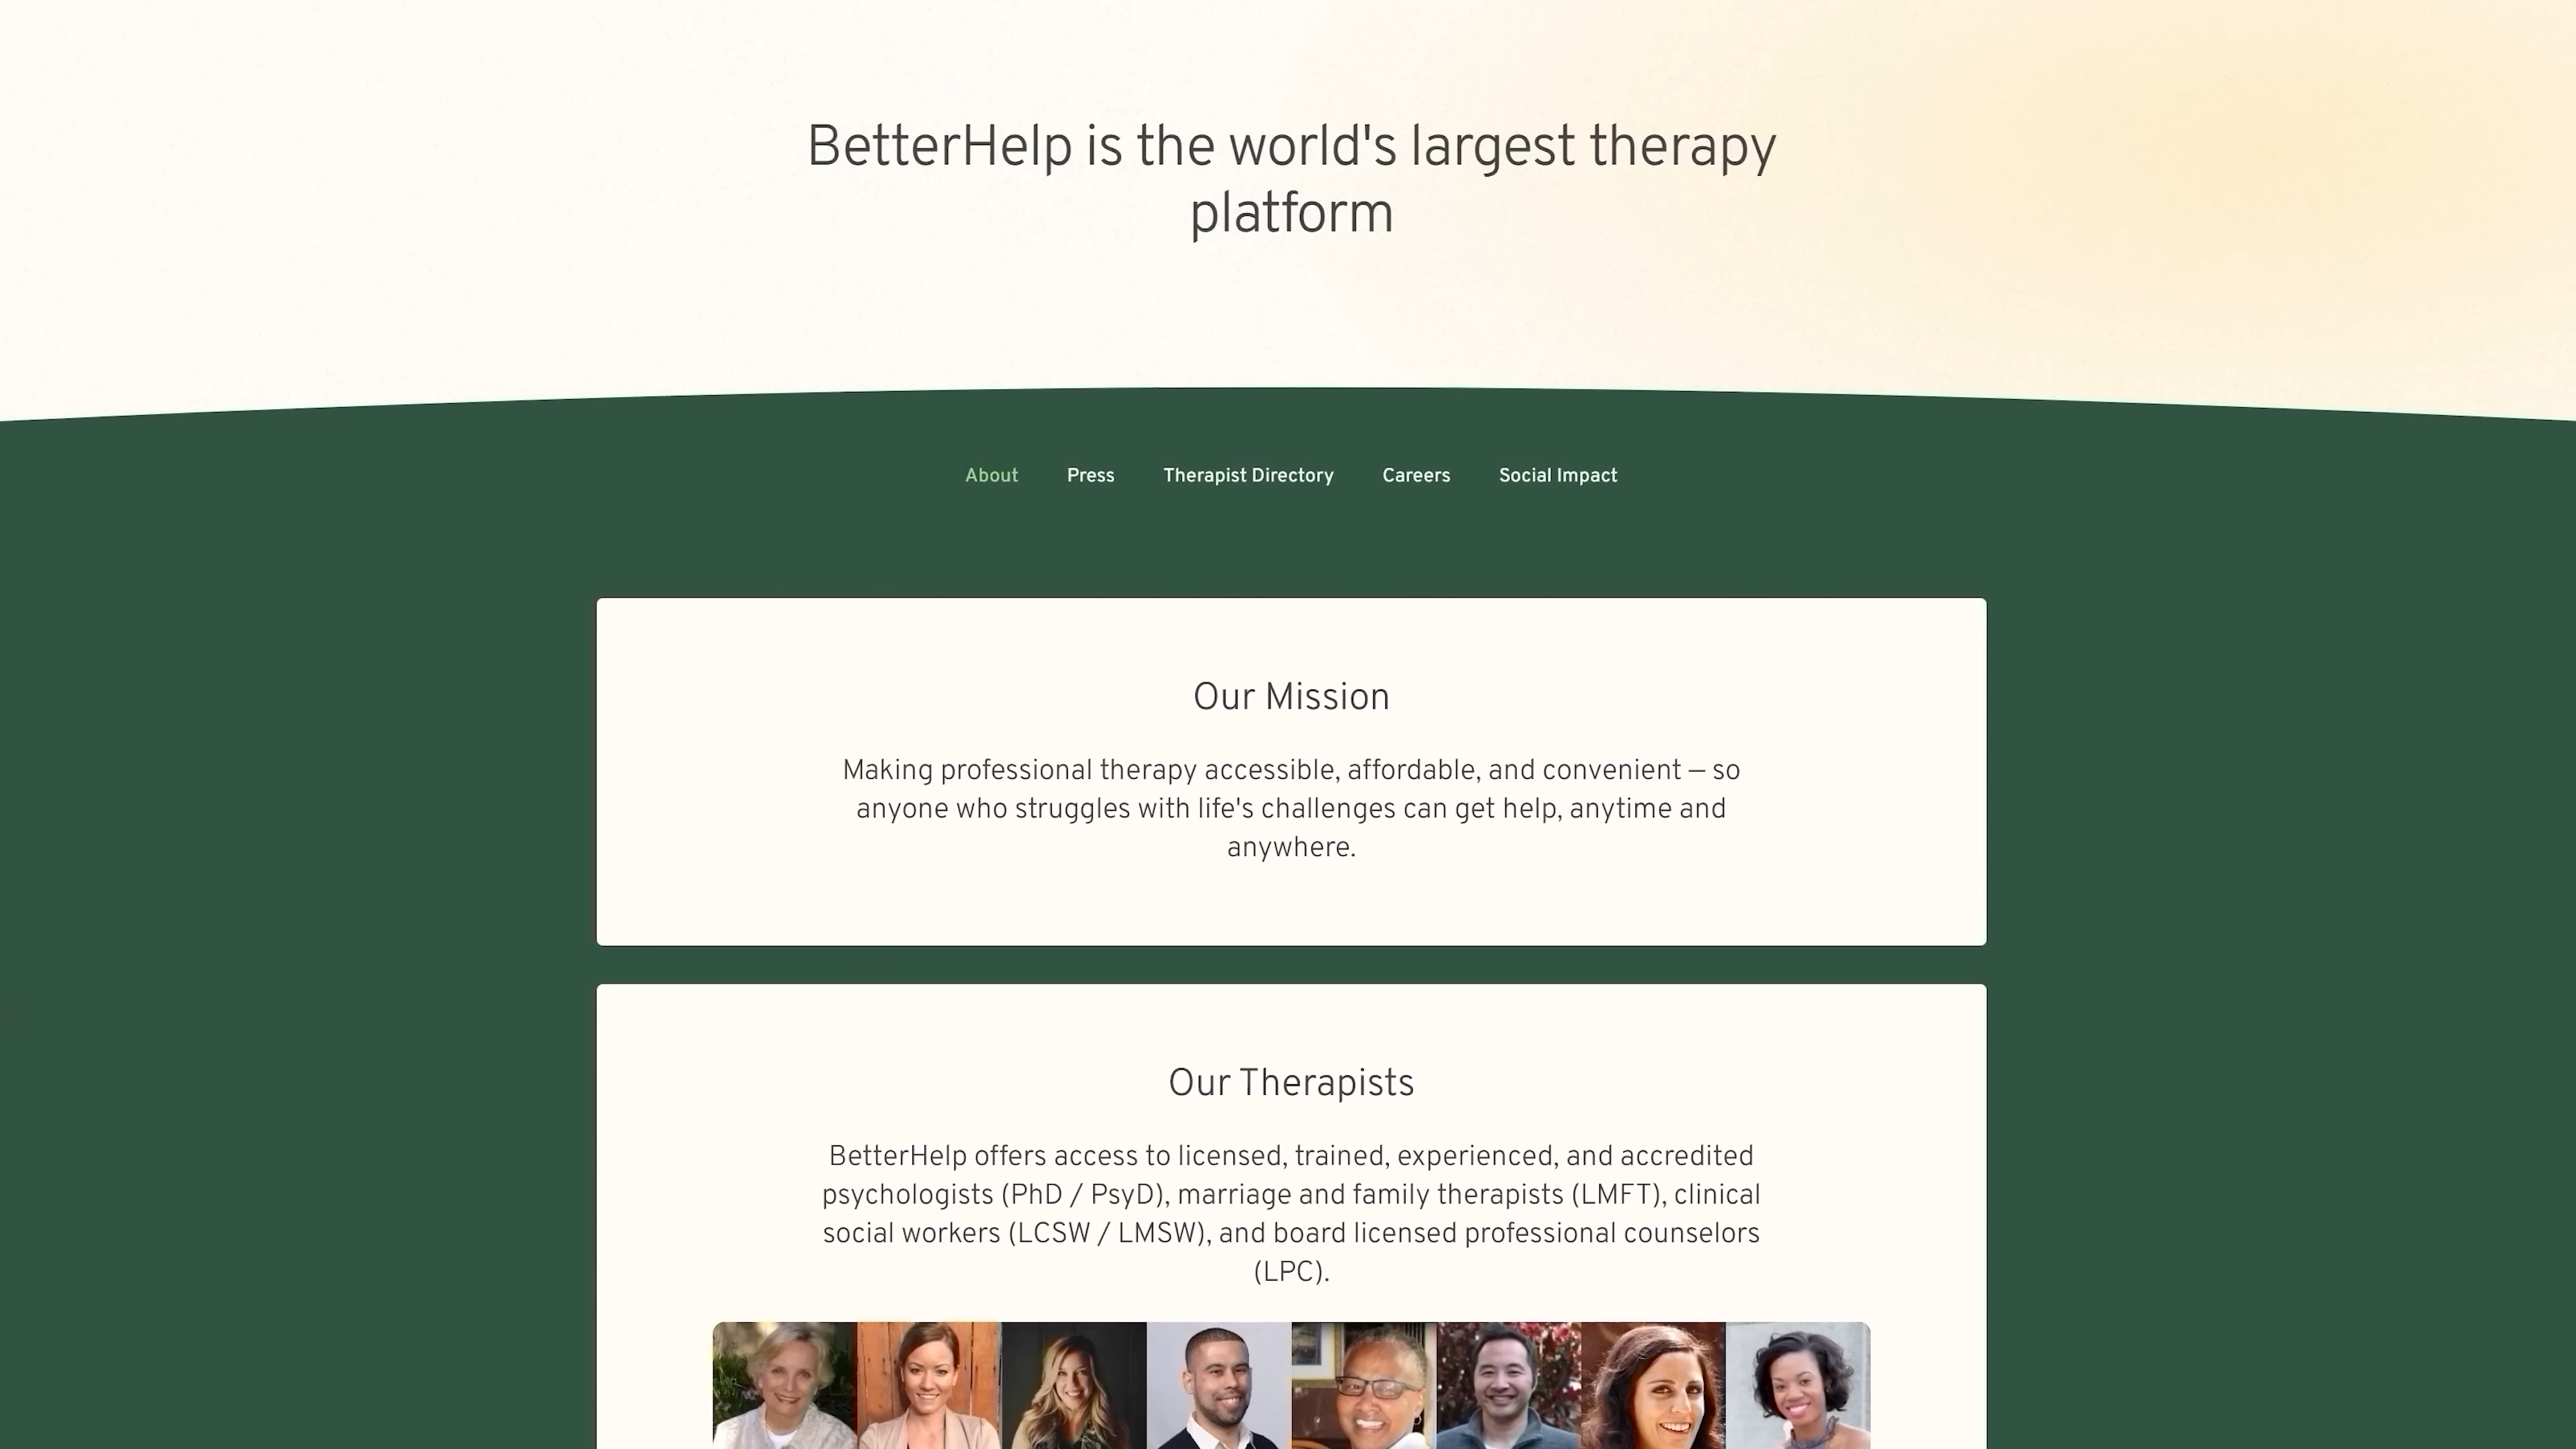 BetterHelp is the world's largest therapy
platform
About Press Therapist Directory Careers Social Impact
Our Mission
Making professional therapy accessible, affordable, and convenient — so
anyone who struggles with life's challenges can get help, anytime and
anywhere.
Our Therapists
BetterHelp offers access to licensed, trained, experienced, and accredited
psychologists (PhD / PsyD), marriage and family therapists (LMFT), clinical
social workers (LCSW / LMSW), and board licensed professional counselors
(LPC).